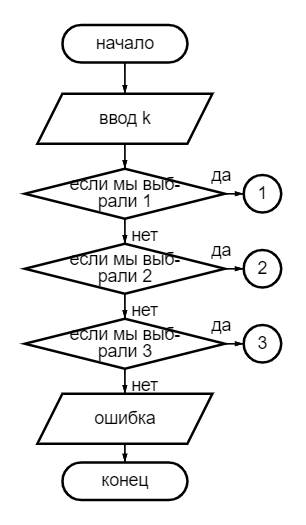 начало
ввод k
если мы выб-
рали 1
да
1
нет
если мы выб-
рали 2
да
2
нет
если мы выб-
рали 3
да
3
нет
ошибка
конец